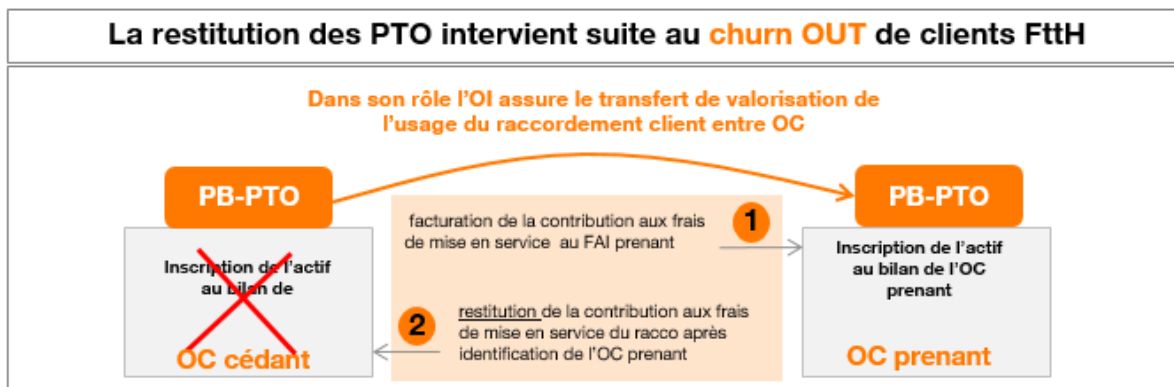 La restitution des PTO intervient suite au churn OUT de clients FttH
Dans son rôle l'OI assure le transfert de valorisation de
l'usage du raccordement client entre OC
PB-PTO
Inscription de l'actif
au bilan de
OC cédant
facturation de la contribution aux frais
de mise en service au FAI prenant
1
2
restitution de la contribution aux frais
de mise en service du racco après
identification de l'OC prenant
PB-PTO
Inscription de l'actif
au bilan de l'OC
prenant
OC prenant